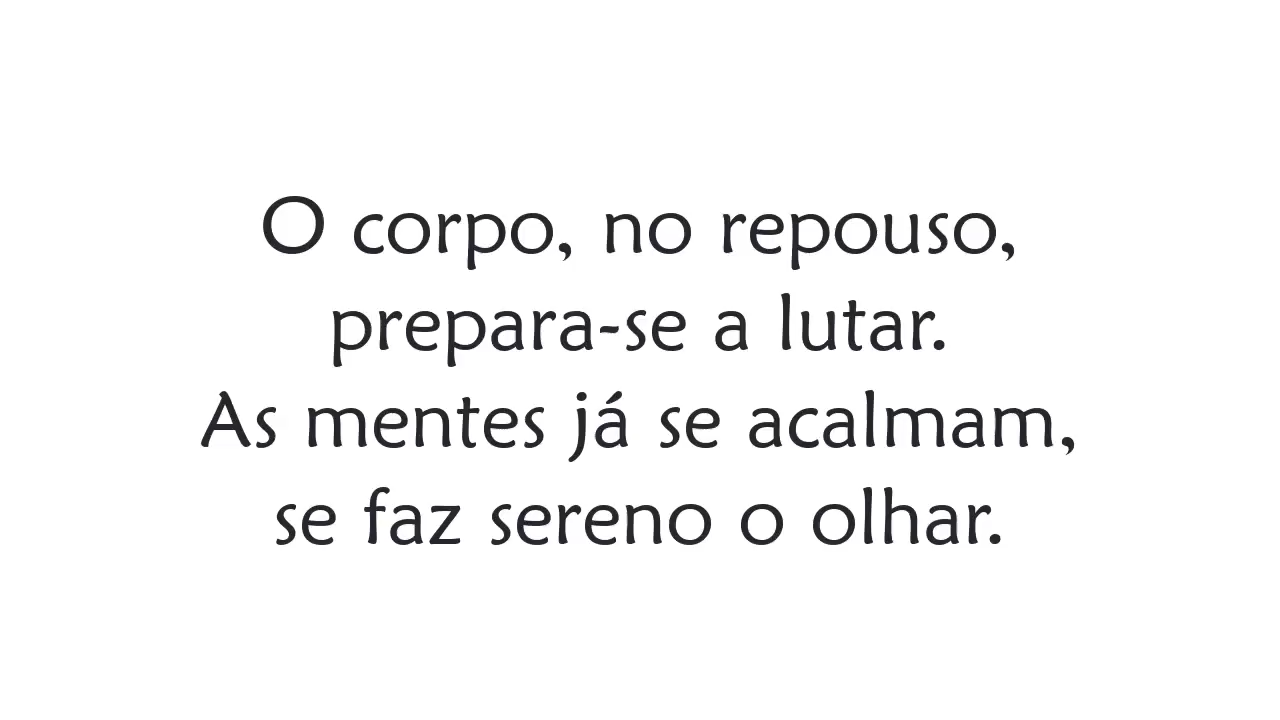 O corpo, no repouso,
prepara-se a lutar.
As mentes já se acalmam,
se faz sereno o olhar.